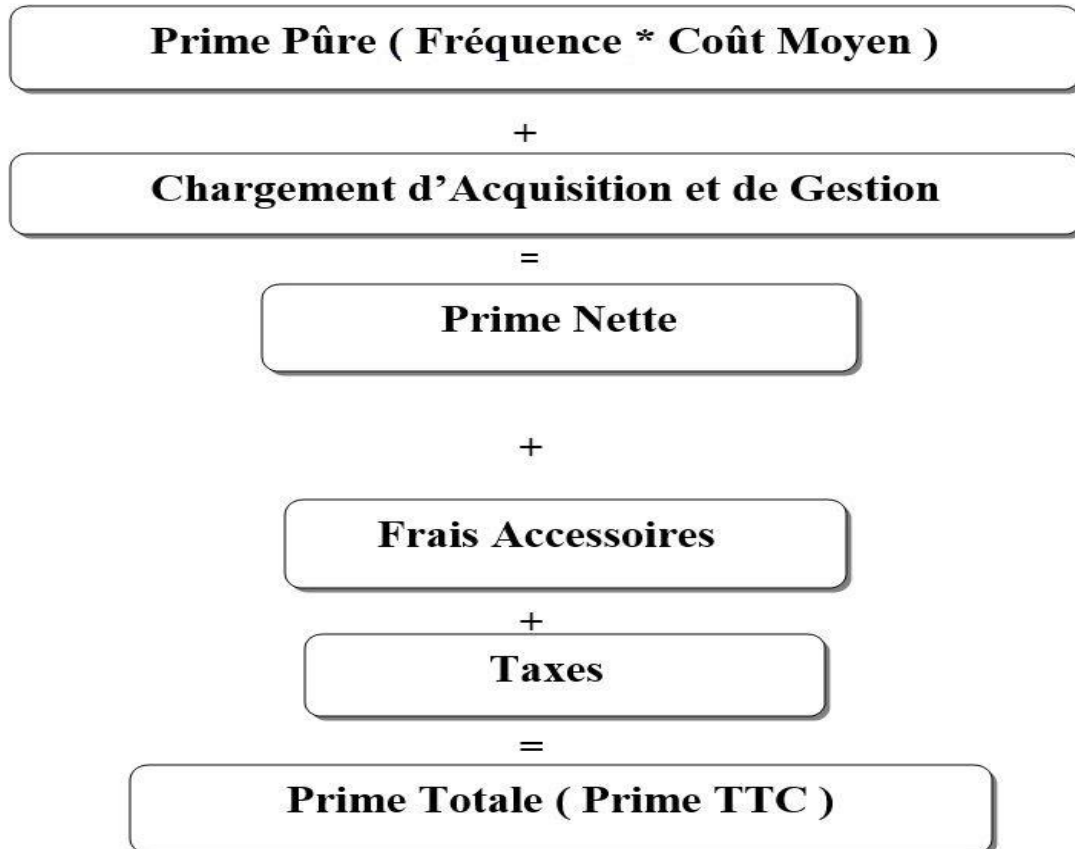 Prime Pûre ( Fréquence * Coût Moyen )
+
Chargement d’Acquisition et de Gestion
=
Prime Nette
+
Frais Accessoires
+
Taxes
=
Prime Totale ( Prime TTC )